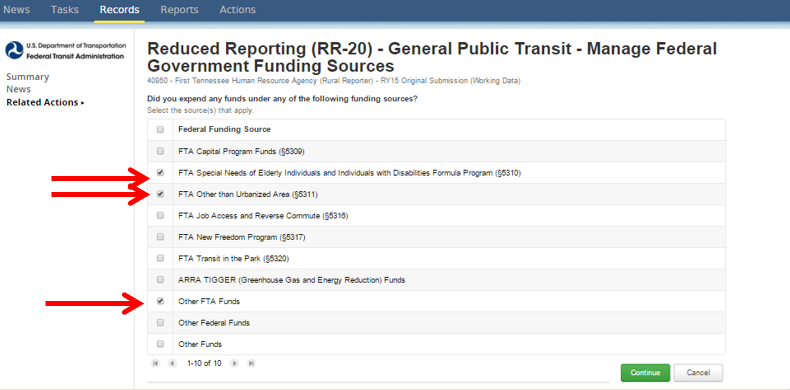 News Tasks Records Reports Actions
U.S. Department of Transportation
Federal Transit Administration
Summary
News
Related Actions ▸
Reduced Reporting (RR-20) - General Public Transit - Manage Federal
Government Funding Sources
40950 - First Tennessee Human Resource Agency (Rural Reporter) - RY15 Original Submission (Working Data)
Did you expend any funds under any of the following funding sources?
Select the source(s) that apply.
Federal Funding Source
FTA Capital Program Funds (§5309)
FTA Special Needs of Elderly Individuals and Individuals with Disabilities Formula Program (§5310)
FTA Other than Urbanized Area (§5311)
FTA Job Access and Reverse Commute (§5316)
FTA New Freedom Program (§5317)
FTA Transit in the Park (§5320)
ARRA TIGGER (Greenhouse Gas and Energy Reduction) Funds
Other FTA Funds
Other Federal Funds
Other Funds
1-10 of 10
Continue Cancel